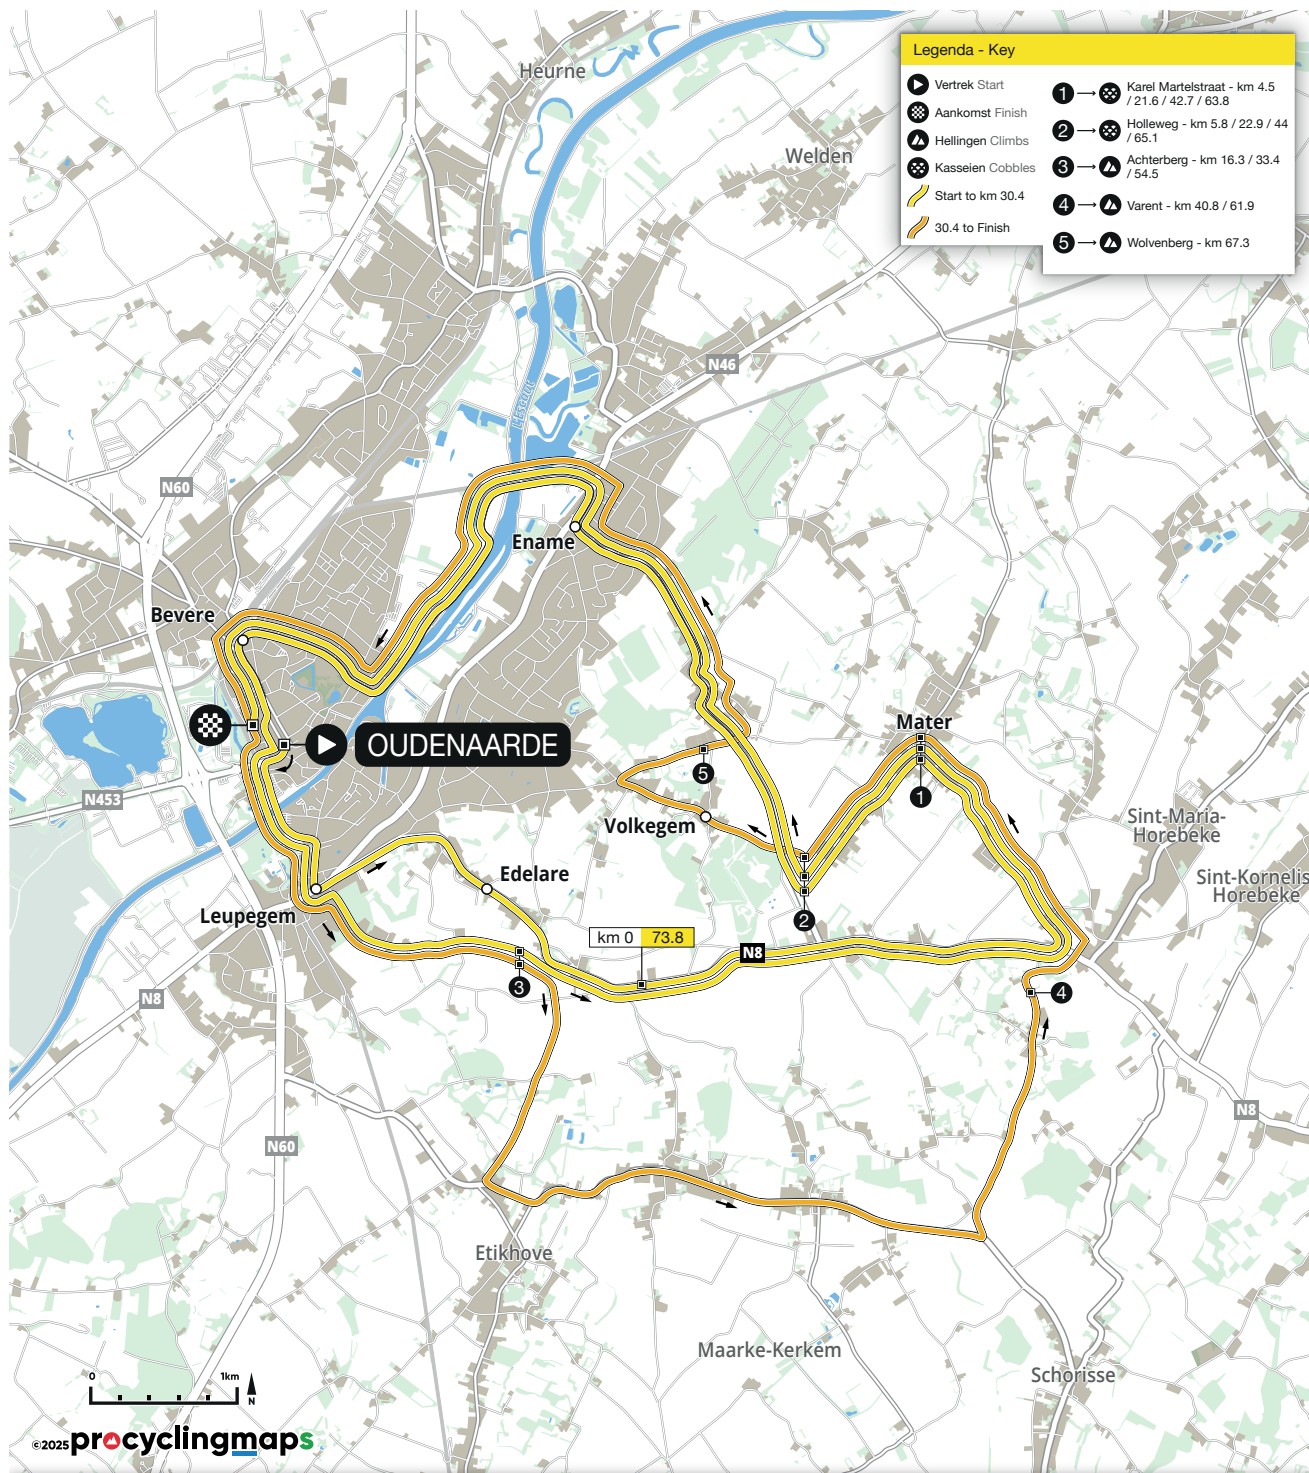 Legenda - Key
Vertrek Start
Aankomst Finish
Hellingen Climbs
Kasseien Cobbles
Start to km 30.4
30.4 to Finish
1 → Karel Martelstraat - km 4.5
/ 21.6 / 42.7 / 63.8
2 → Holleweg - km 5.8 / 22.9 / 44
/ 65.1
3 → Achterberg - km 16.3 / 33.4
/ 54.5
4 → Varent - km 40.8 / 61.9
5 → Wolvenberg - km 67.3
Heurne
Welden
N46
L'Escaut
N60
Ename
Bevere
OUDENAARDE
Mater
5
1
N453
Volkegem
Sint-Maria-
Horebeke
Edelare
Sint-Kornelis
Horebeke
Leupegem
2
km 0 73.8
N8
3
4
N8
N8
N60
Etikhove
Maarke-Kerkem
Schorisse
0 1km
N
©2025 procyclingmaps